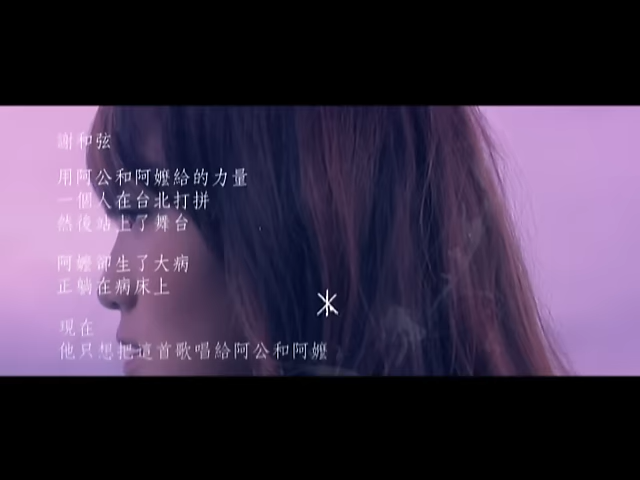 謝和弦
用阿公和阿嬤給的力量
一個人在台北打拼
然後站上了舞台
阿嬤卻生了大病
正躺在病床上
現在
他只想把這首歌唱給阿公和阿嬤